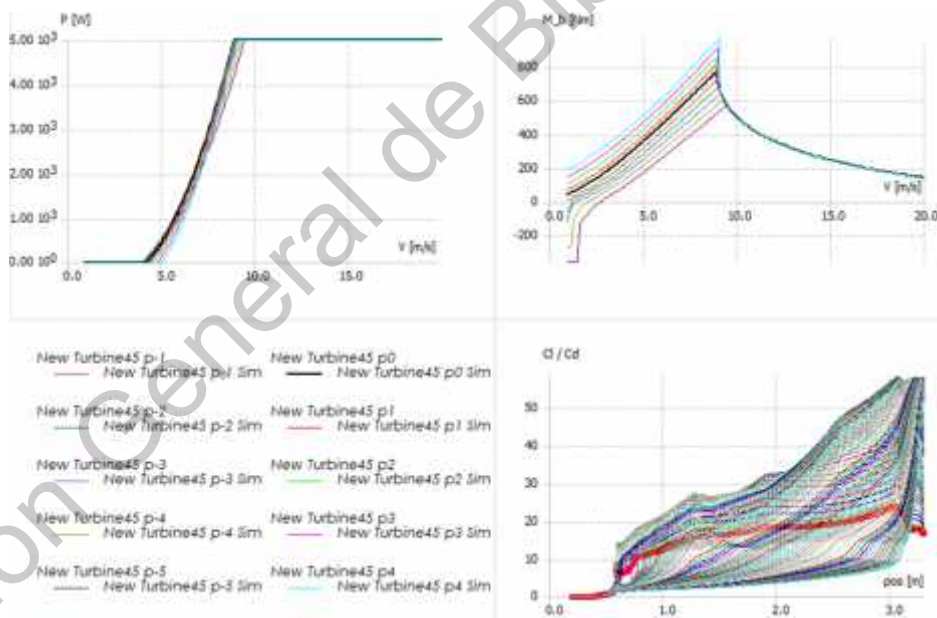 P [W]
5.00 10³
4.00 10³
3.00 10³
2.00 10³
1.00 10³
0.00 10⁰
V [m/s]
0.0 5.0 10.0 15.0
M_b [Nm]
800
600
400
200
0
-200
V [m/s]
0.0 5.0 10.0 15.0 20.0
New Turbine45 p-1
New Turbine45 p-1 Sim
New Turbine45 p-2
New Turbine45 p-2 Sim
New Turbine45 p-3
New Turbine45 p-3 Sim
New Turbine45 p-4
New Turbine45 p-4 Sim
New Turbine45 p-5
New Turbine45 p-5 Sim
New Turbine45 p0
New Turbine45 p0 Sim
New Turbine45 p1
New Turbine45 p1 Sim
New Turbine45 p2
New Turbine45 p2 Sim
New Turbine45 p3
New Turbine45 p3 Sim
New Turbine45 p4
New Turbine45 p4 Sim
Cl / Cd
50
40
30
20
10
0
pos [m]
0.0 1.0 2.0 3.0
on General de Bib